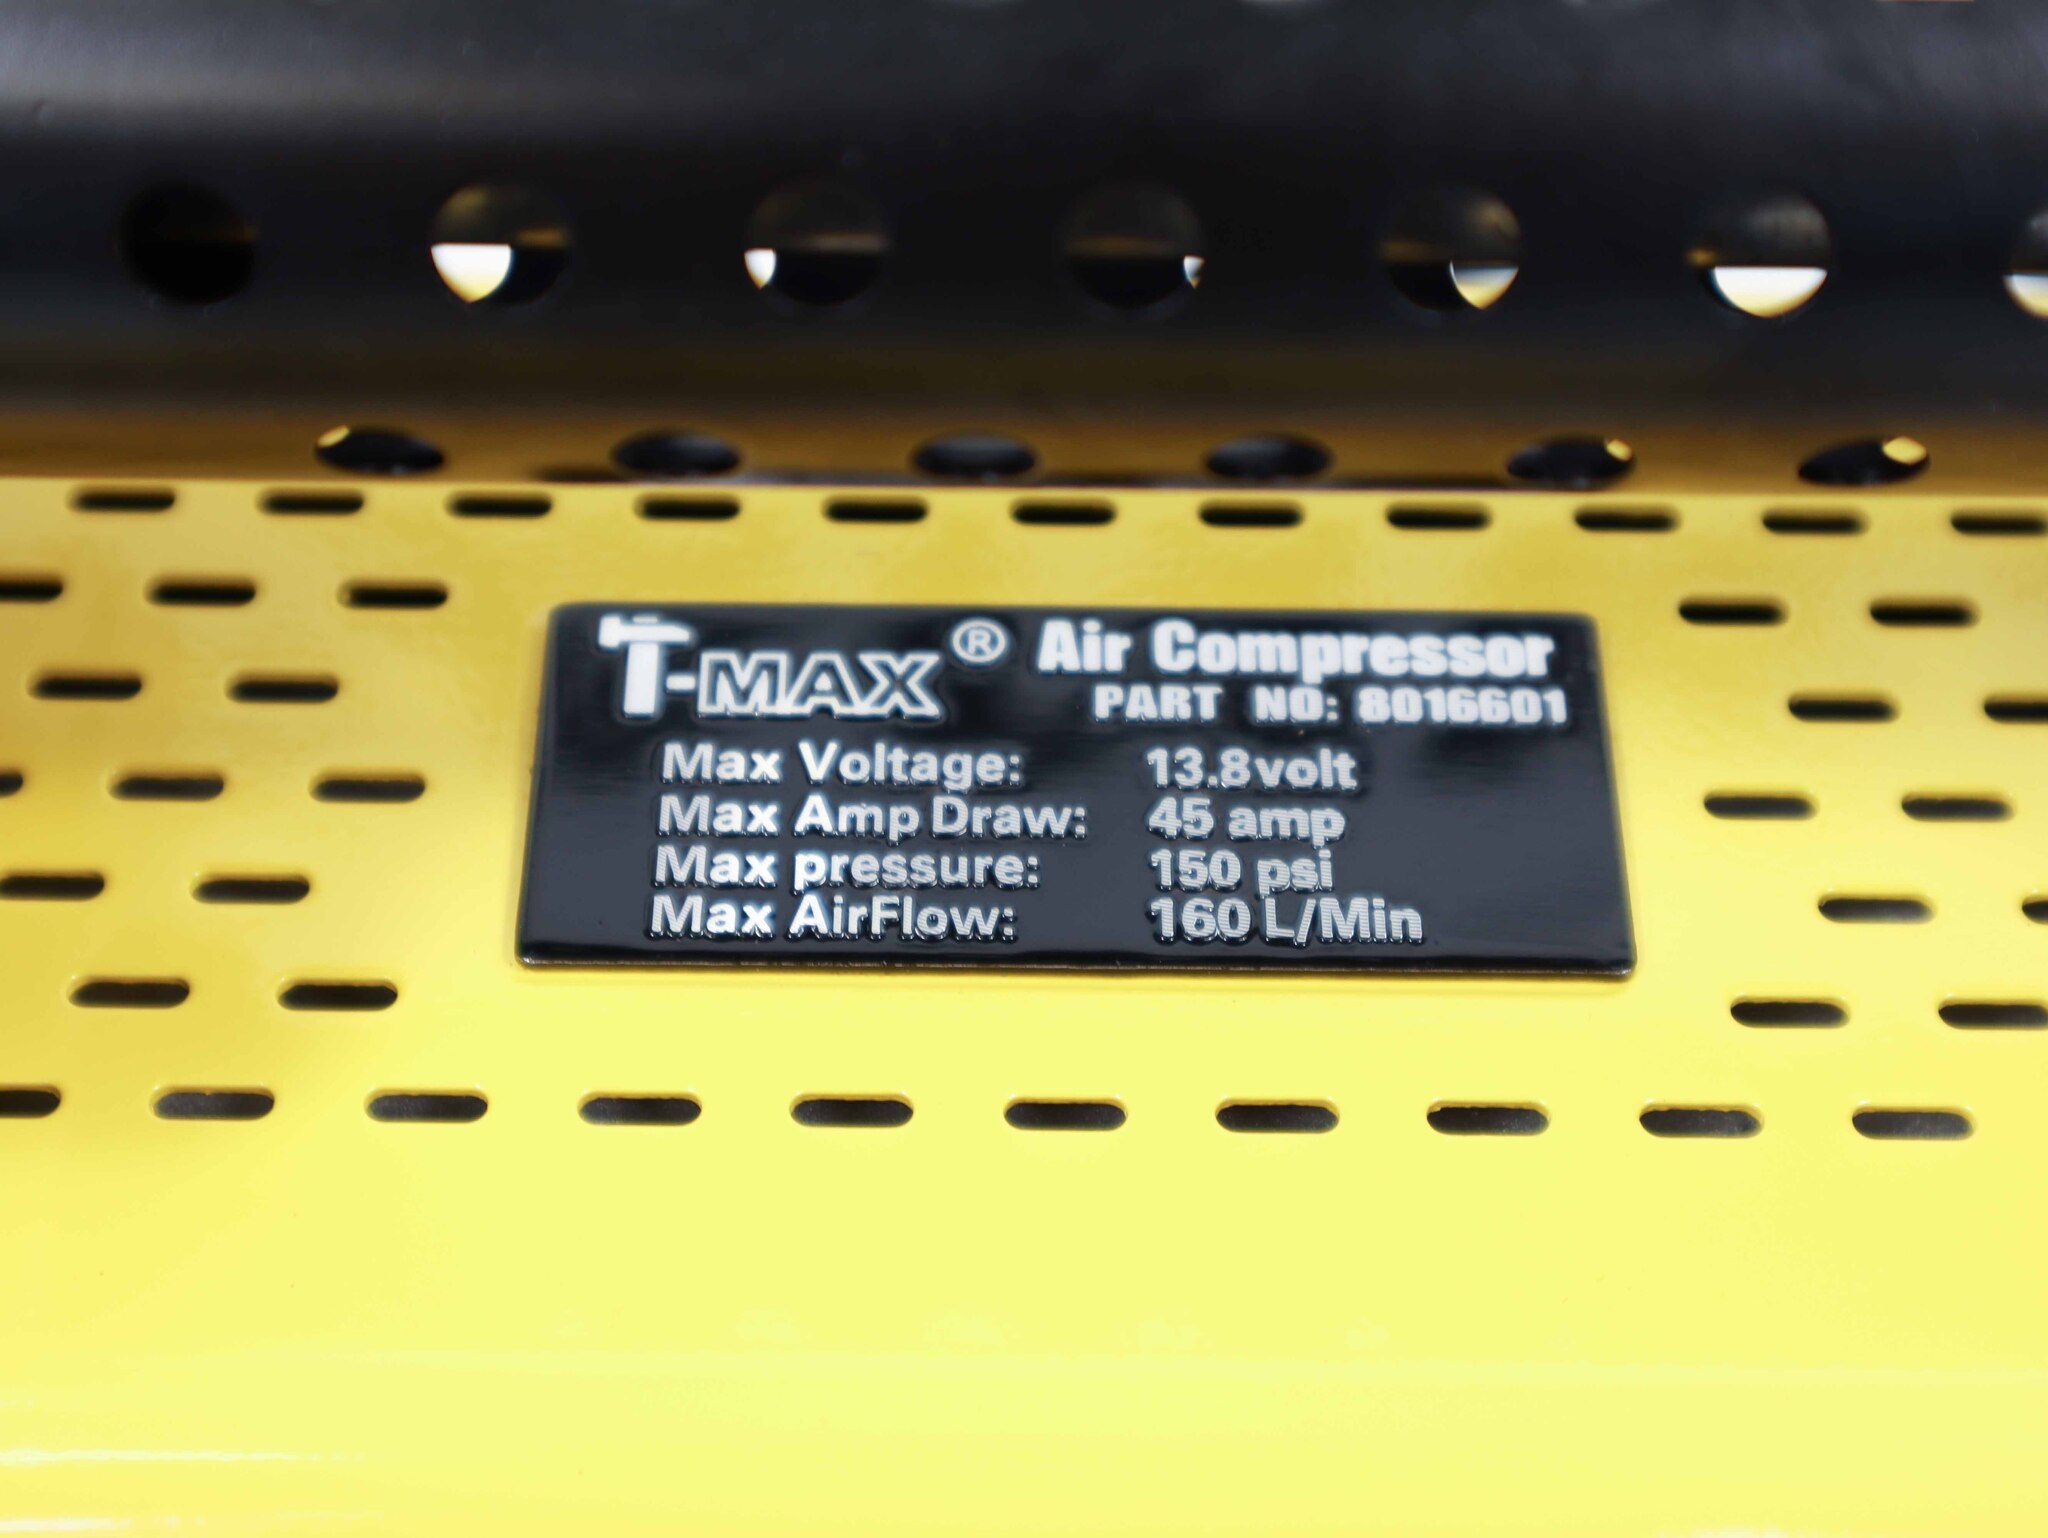 T-MAX® Air Compressor
PART NO: 8016601
Max Voltage: 13.8volt
Max Amp Draw: 45 amp
Max pressure: 150 psi
Max AirFlow: 160 L/Min